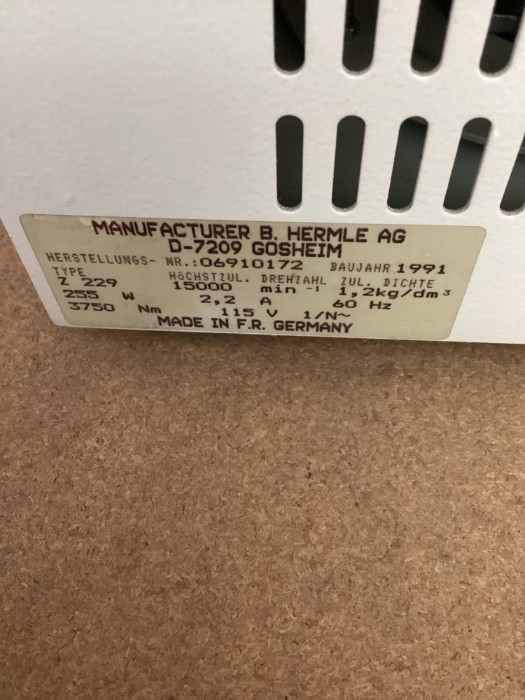 MANUFACTURER B. HERMLE AG
D-7209 GOSHEIM
HERSTELLUNGS- NR.:06910172 BAUJAHR 1991
TYPE HÖCHSTZUL. DREHZAHL ZUL. DICHTE
Z 229 15000 min -1 1,2kg/dm³
255 W 2,2 A 60 Hz
3750 Nm 115 V 1/N~
MADE IN F.R. GERMANY